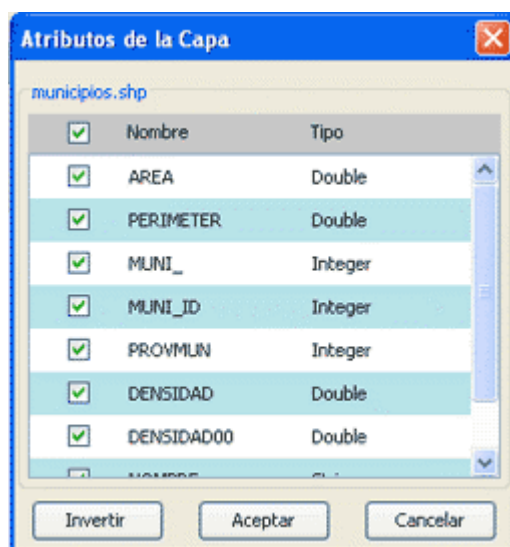 Atributos de la Capa
municipios.shp
Nombre Tipo
AREA Double
PERIMETER Double
MUNI_ Integer
MUNI_ID Integer
PROVMUN Integer
DENSIDAD Double
DENSIDAD00 Double
Invertir Aceptar Cancelar